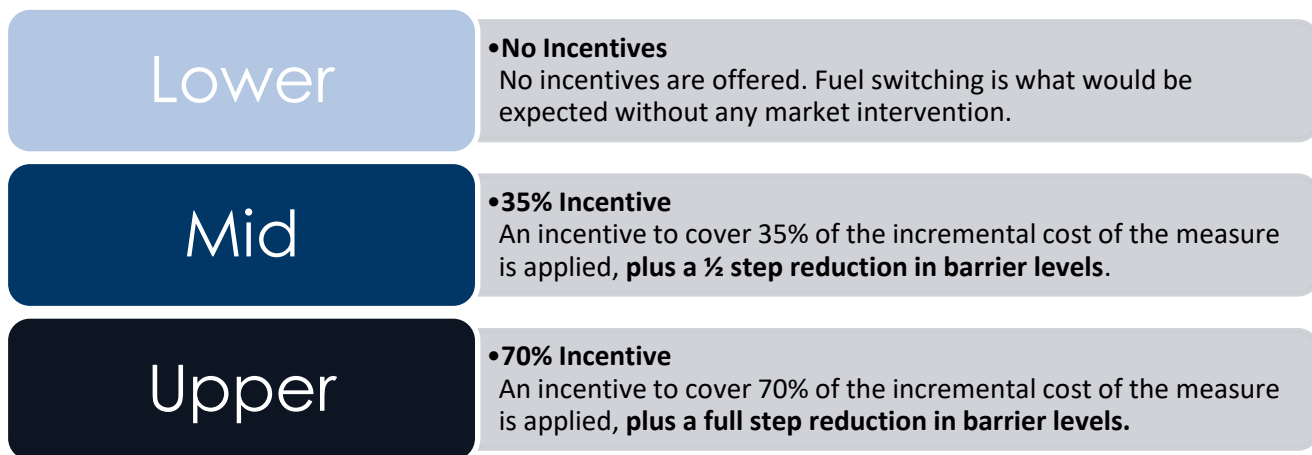 Lower
•No Incentives
No incentives are offered. Fuel switching is what would be
expected without any market intervention.
Mid
•35% Incentive
An incentive to cover 35% of the incremental cost of the measure
is applied, plus a ½ step reduction in barrier levels.
Upper
•70% Incentive
An incentive to cover 70% of the incremental cost of the measure
is applied, plus a full step reduction in barrier levels.